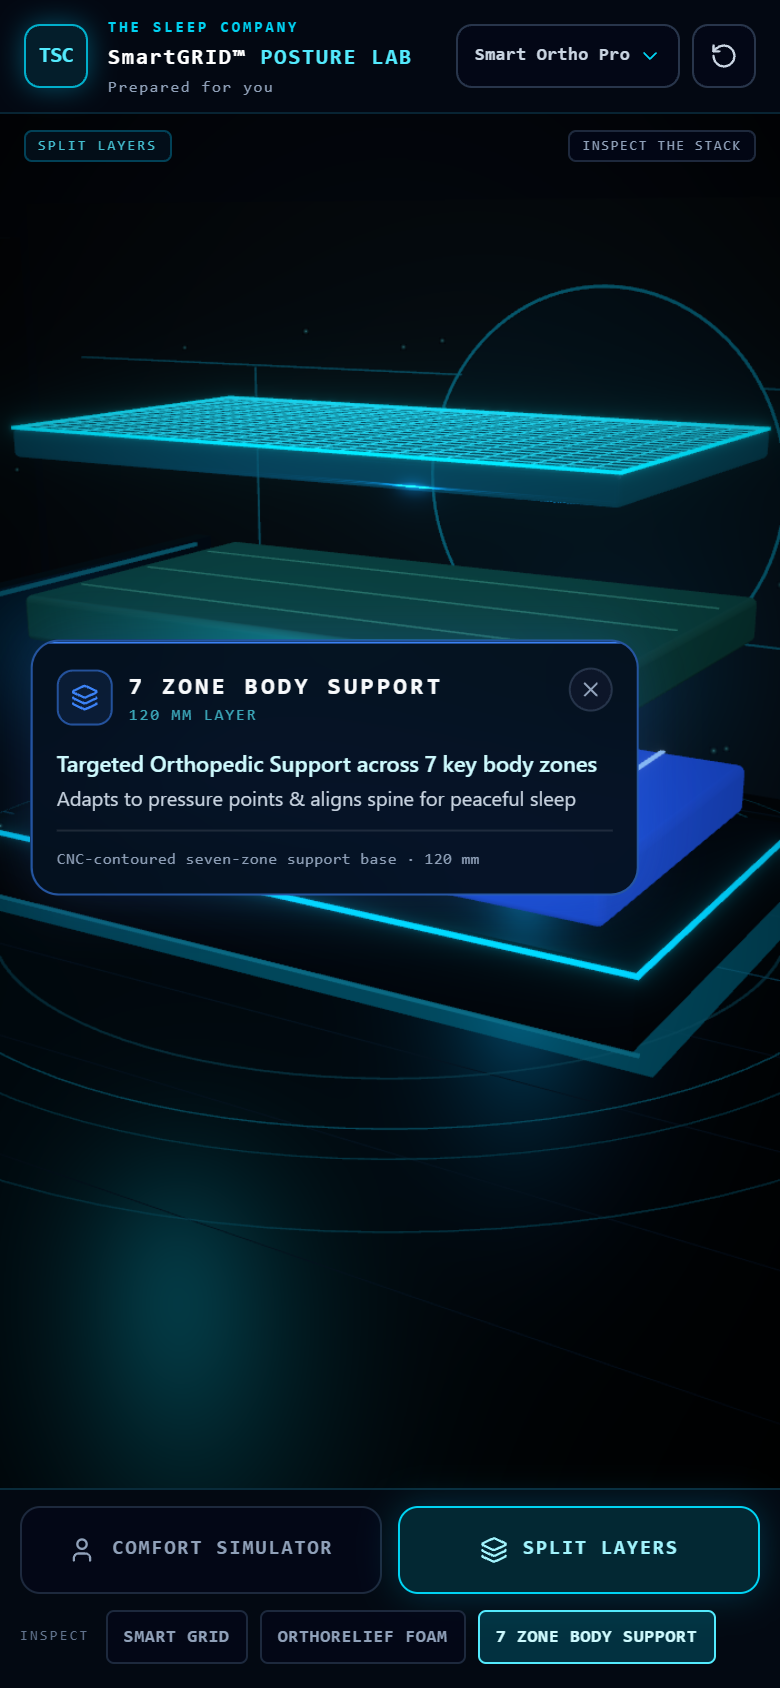 TSC
THE SLEEP COMPANY
SmartGRID™ POSTURE LAB
Prepared for you
Smart Ortho Pro
SPLIT LAYERS
INSPECT THE STACK
7 ZONE BODY SUPPORT
120 MM LAYER
Targeted Orthopedic Support across 7 key body zones
Adapts to pressure points & aligns spine for peaceful sleep
CNC-contoured seven-zone support base · 120 mm
COMFORT SIMULATOR
SPLIT LAYERS
INSPECT
SMART GRID
ORTHORELIEF FOAM
7 ZONE BODY SUPPORT